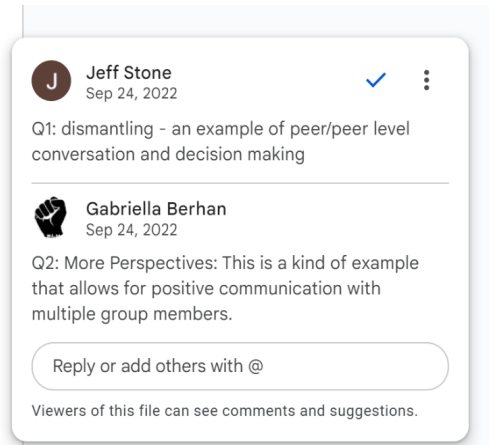 J
Jeff Stone
Sep 24, 2022
Q1: dismantling - an example of peer/peer level
conversation and decision making
Gabriella Berhan
Sep 24, 2022
Q2: More Perspectives: This is a kind of example
that allows for positive communication with
multiple group members.
Reply or add others with @
Viewers of this file can see comments and suggestions.